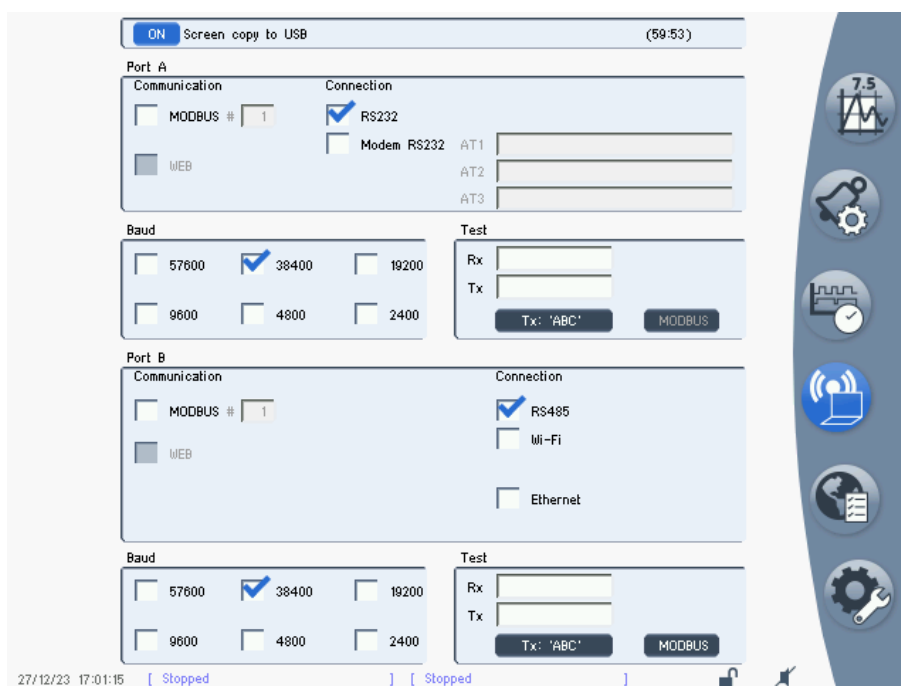 ON Screen copy to USB (59:53)
Port A
Communication Connection
MODBUS # 1 RS232
Modem RS232 AT1
WEB AT2
AT3
Baud
57600 38400 19200
9600 4800 2400
Test
Rx
Tx
Tx: 'ABC' MODBUS
Port B
Communication Connection
MODBUS # 1 RS485
Wi-Fi
WEB
Ethernet
Baud
57600 38400 19200
9600 4800 2400
Test
Rx
Tx
Tx: 'ABC' MODBUS
27/12/23 17:01:15 [ Stopped ] [ Stopped ]
7.5